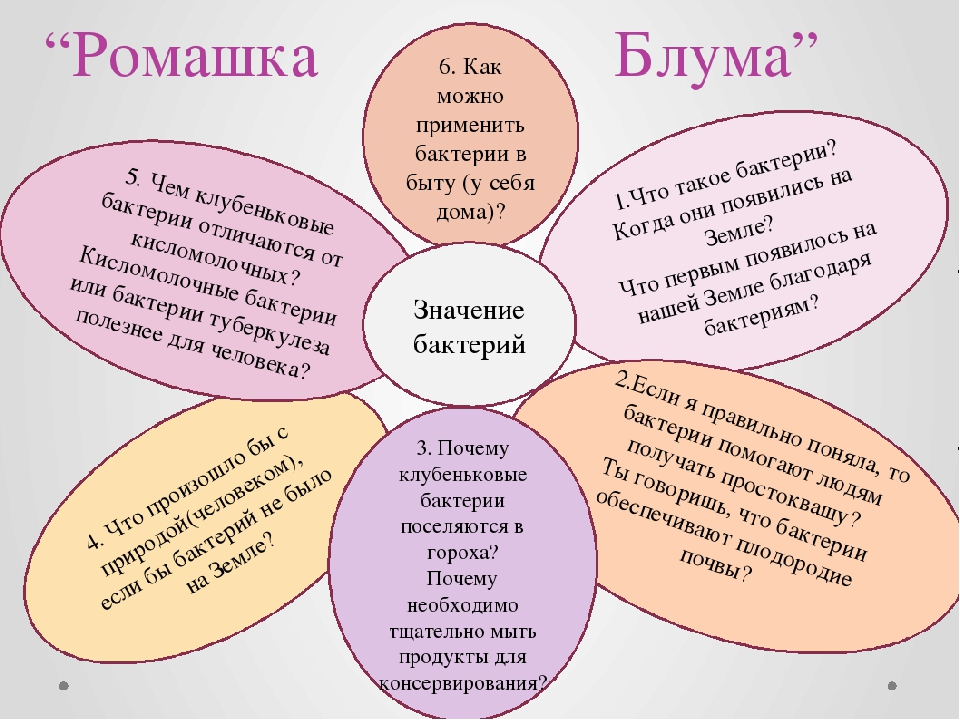 “Ромашка Блума”
6. Как
можно
применить
бактерии в
быту (у себя
дома)?
1.Что такое бактерии?
Когда они появились на
Земле?
Что первым появилось на
нашей Земле благодаря
бактериям?
2.Если я правильно поняла, то
бактерии помогают людям
получать простоквашу?
Ты говоришь, что бактерии
обеспечивают плодородие
почвы?
3. Почему
клубеньковые
бактерии
поселяются в
гороха?
Почему
необходимо
тщательно мыть
продукты для
консервирования?
4. Что произошло бы с
природой(человеком),
если бы бактерий не было
на Земле?
5. Чем клубеньковые
бактерии отличаются от
кисломолочных?
Кисломолочные бактерии
или бактерии туберкулеза
полезнее для человека?
Значение
бактерий